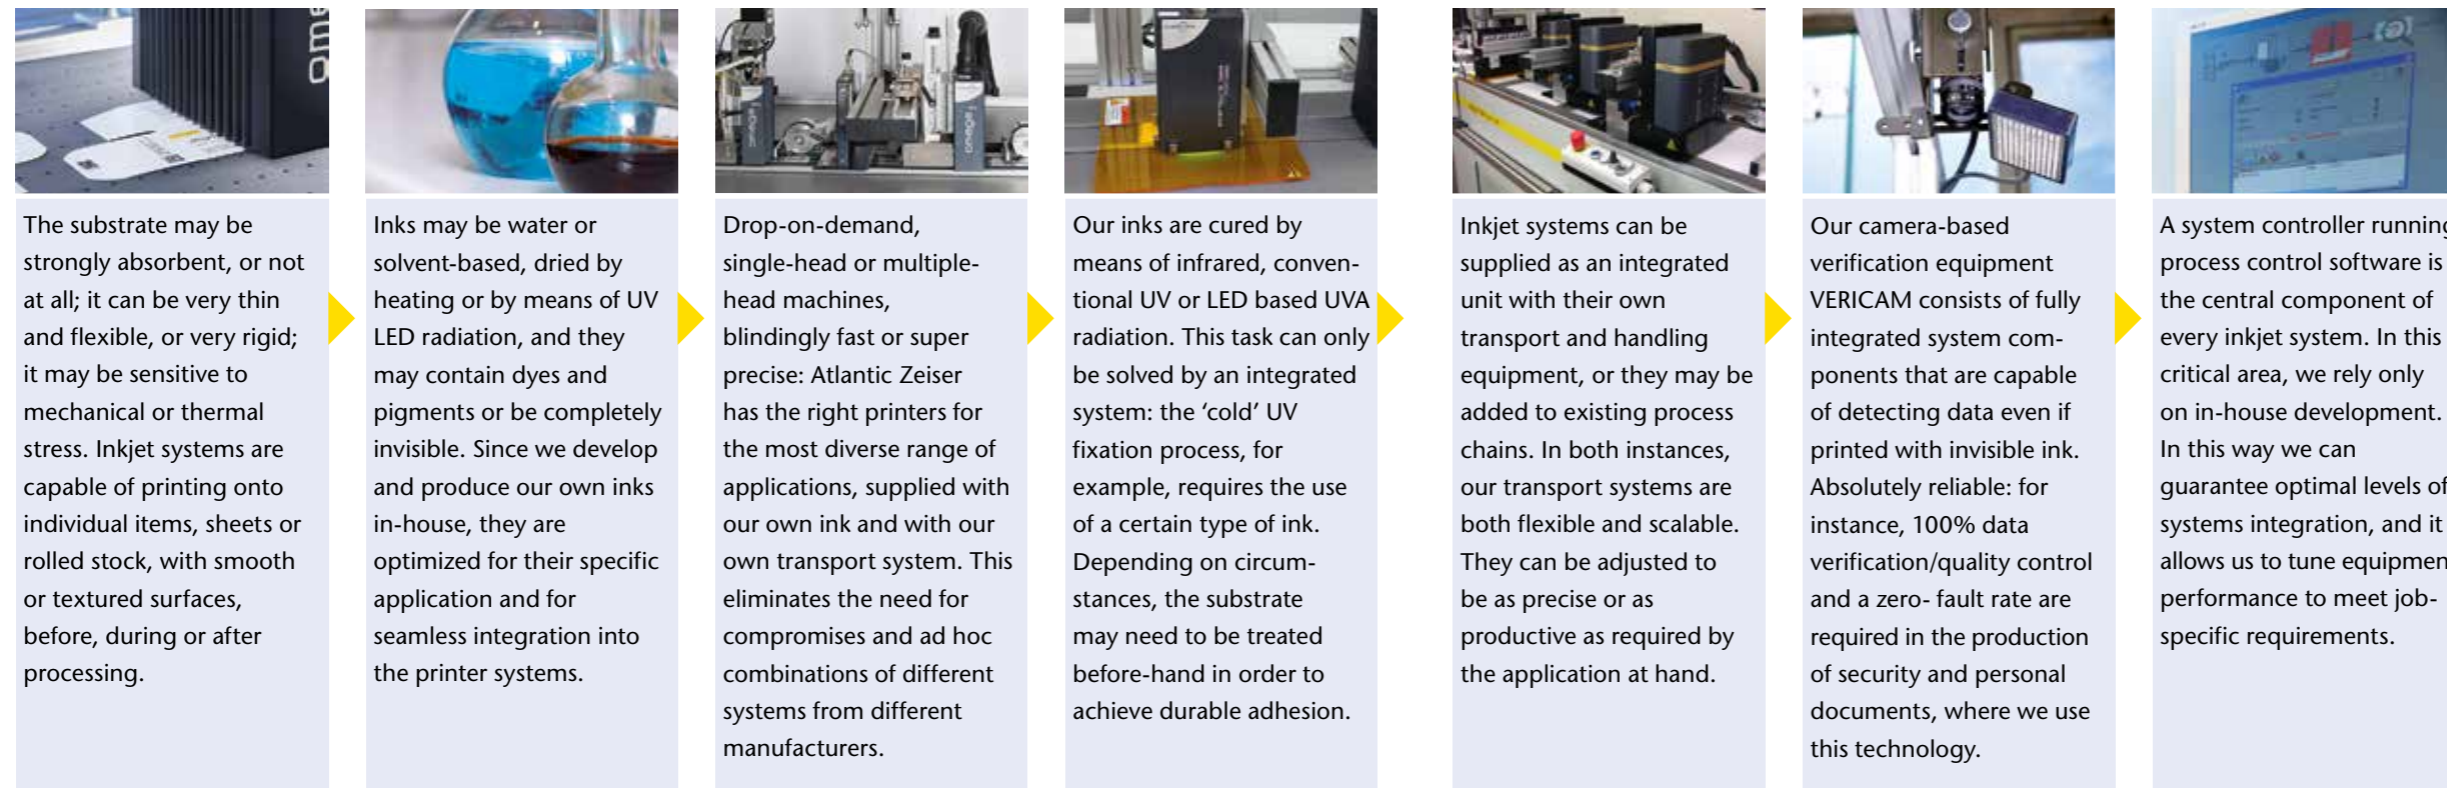 ome
The substrate may be
strongly absorbent, or not
at all; it can be very thin
and flexible, or very rigid;
it may be sensitive to
mechanical or thermal
stress. Inkjet systems are
capable of printing onto
individual items, sheets or
rolled stock, with smooth
or textured surfaces,
before, during or after
processing.
Inks may be water or
solvent-based, dried by
heating or by means of UV
LED radiation, and they
may contain dyes and
pigments or be completely
invisible. Since we develop
and produce our own inks
in-house, they are
optimized for their specific
application and for
seamless integration into
the printer systems.
Drop-on-demand,
single-head or multiple-
head machines,
blindingly fast or super
precise: Atlantic Zeiser
has the right printers for
the most diverse range of
applications, supplied with
our own ink and with our
own transport system. This
eliminates the need for
compromises and ad hoc
combinations of different
systems from different
manufacturers.
Our inks are cured by
means of infrared, conven-
tional UV or LED based UVA
radiation. This task can only
be solved by an integrated
system: the ‘cold’ UV
fixation process, for
example, requires the use
of a certain type of ink.
Depending on circum-
stances, the substrate
may need to be treated
before-hand in order to
achieve durable adhesion.
Inkjet systems can be
supplied as an integrated
unit with their own
transport and handling
equipment, or they may be
added to existing process
chains. In both instances,
our transport systems are
both flexible and scalable.
They can be adjusted to
be as precise or as
productive as required by
the application at hand.
Our camera-based
verification equipment
VERICAM consists of fully
integrated system com-
ponents that are capable
of detecting data even if
printed with invisible ink.
Absolutely reliable: for
instance, 100% data
verification/quality control
and a zero- fault rate are
required in the production
of security and personal
documents, where we use
this technology.
A system controller running
process control software is
the central component of
every inkjet system. In this
critical area, we rely only
on in-house development.
In this way we can
guarantee optimal levels of
systems integration, and it
allows us to tune equipmen
performance to meet job-
specific requirements.